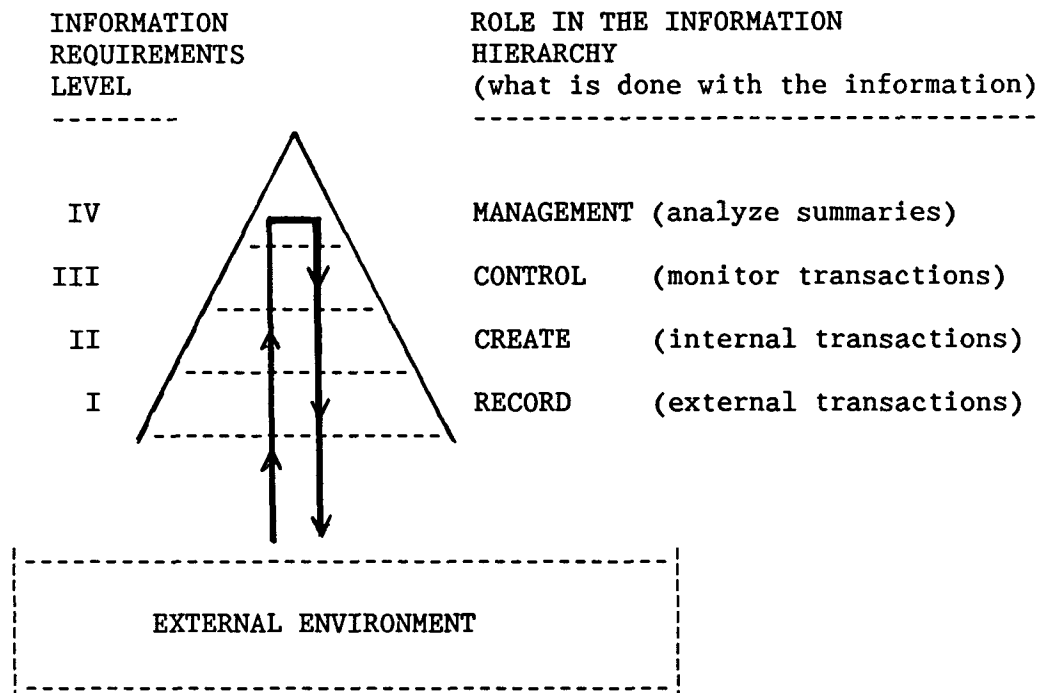 INFORMATION
REQUIREMENTS
LEVEL
ROLE IN THE INFORMATION
HIERARCHY
(what is done with the information)
IV MANAGEMENT (analyze summaries)
III CONTROL (monitor transactions)
II CREATE (internal transactions)
I RECORD (external transactions)
EXTERNAL ENVIRONMENT